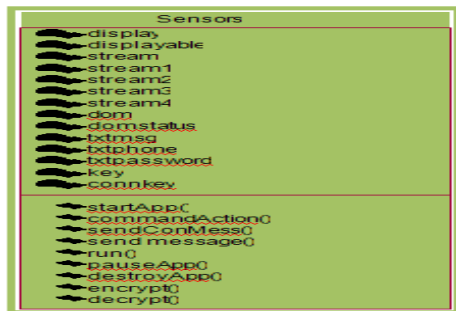 Sensors
display
displayable
stream
stream1
stream2
stream3
stream4
dom
domstatus
txtmsg
txtphone
txtpassword
key
connkey
startApp()
commandAction()
sendConMess()
send message()
run()
pauseApp()
destroyApp()
encrypt()
decrypt()